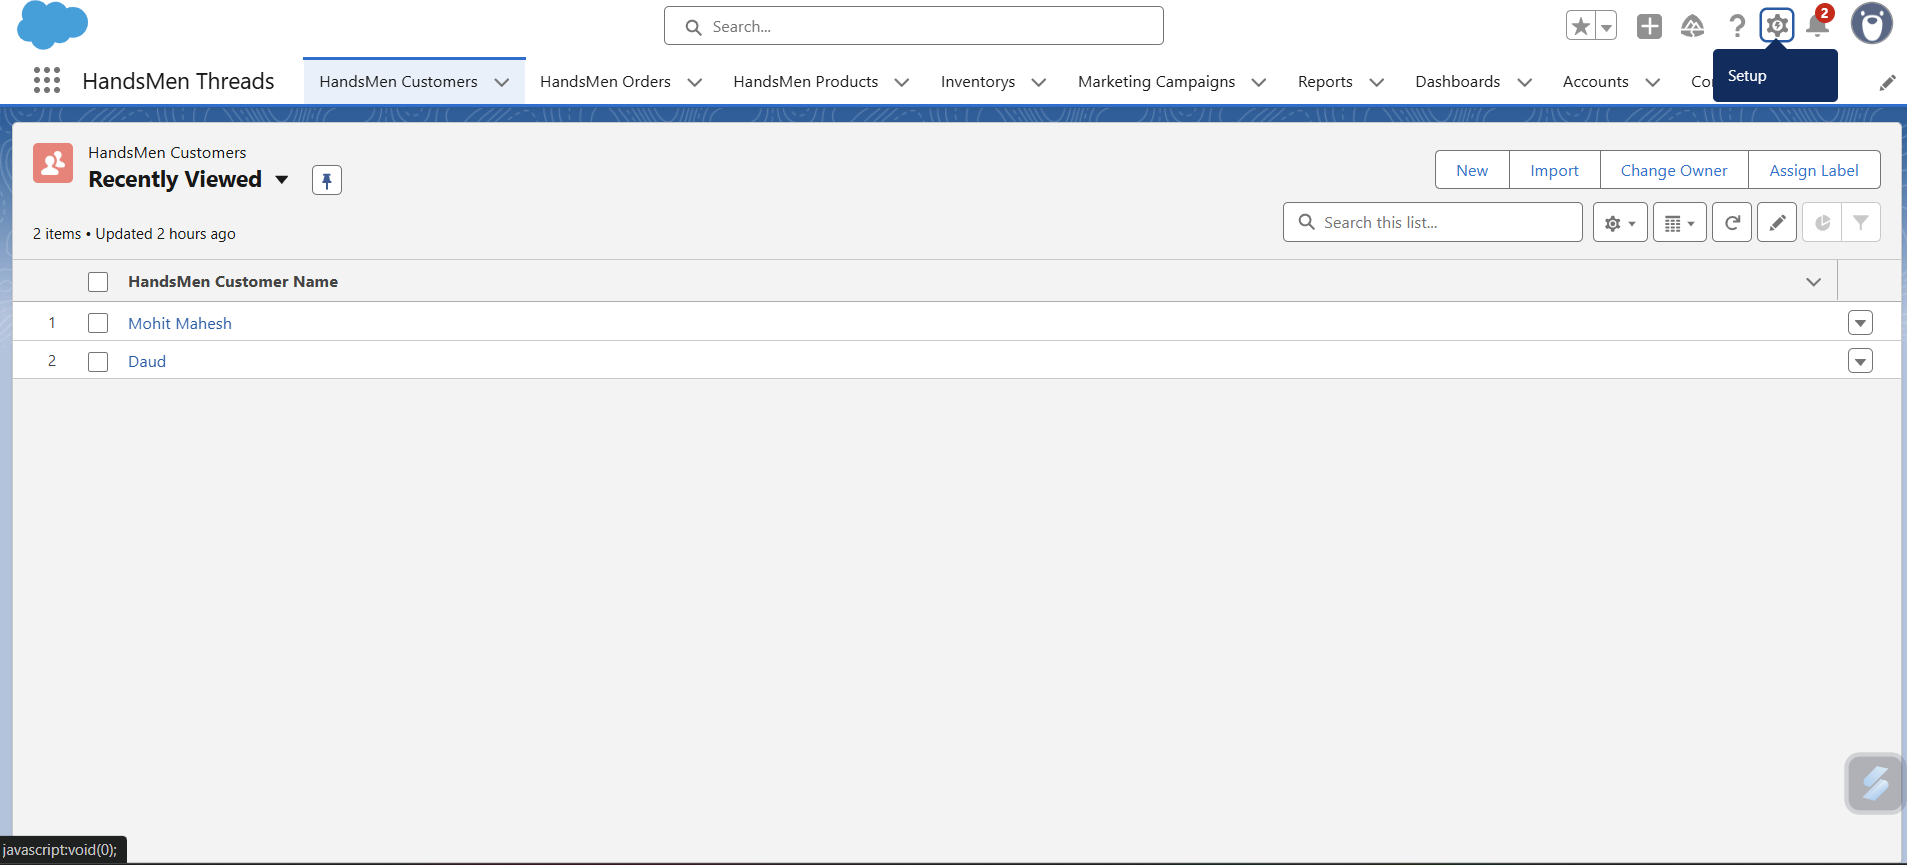 Search...
2
HandsMen Threads
HandsMen Customers
HandsMen Orders
HandsMen Products
Inventorys
Marketing Campaigns
Reports
Dashboards
Accounts
Setup
HandsMen Customers
Recently Viewed
New
Import
Change Owner
Assign Label
2 items • Updated 2 hours ago
Search this list...
HandsMen Customer Name
1 Mohit Mahesh
2 Daud
javascript:void(0);